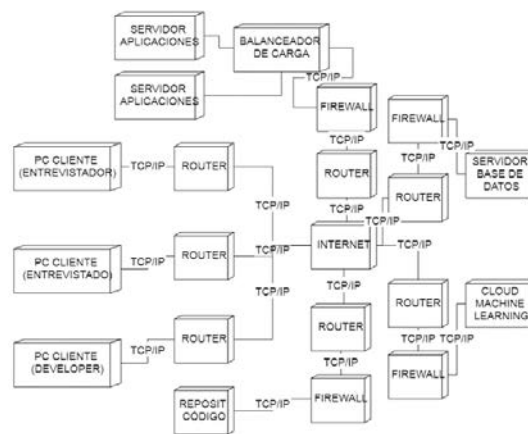 SERVIDOR
APLICACIONES
BALANCEADOR
DE CARGA
TCP/IP
SERVIDOR
APLICACIONES
FIREWALL
FIREWALL
TCP/IP
TCP/IP
TCP/IP
PC CLIENTE
(ENTREVISTADOR)
TCP/IP
ROUTER
ROUTER
SERVIDOR
BASE DE
DATOS
ROUTER
TCP/IP
TCP/IP
TCP/IP
PC CLIENTE
(ENTREVISTADO)
TCP/IP
ROUTER
TCP/IP
INTERNET
TCP/IP
TCP/IP
TCP/IP
ROUTER
CLOUD
MACHINE
LEARNING
ROUTER
PC CLIENTE
(DEVELOPER)
TCP/IP
ROUTER
TCP/IP
TCP/IP
TCP/IP
FIREWALL
REPOSIT
CÓDIGO
TCP/IP
FIREWALL